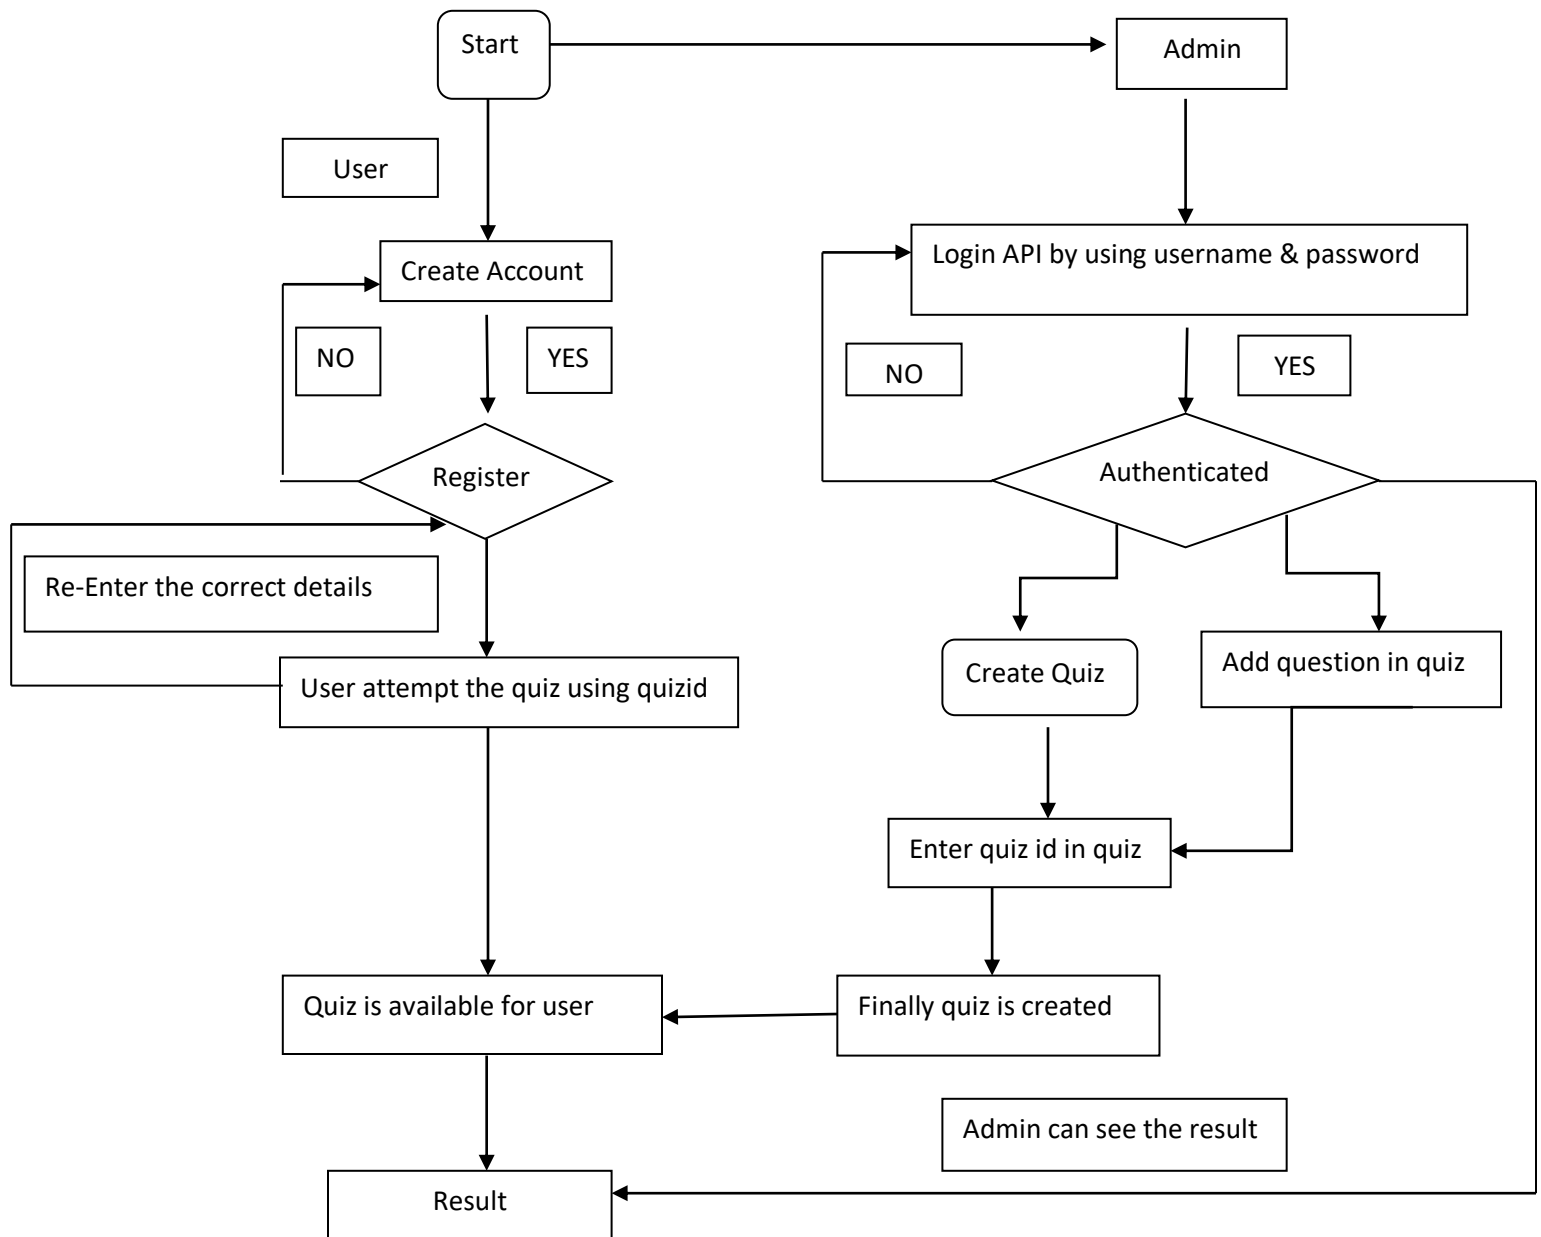 Start
Admin
User
Create Account
Login API by using username & password
NO
YES
NO
YES
Register
Authenticated
Re-Enter the correct details
User attempt the quiz using quizid
Create Quiz
Add question in quiz
Enter quiz id in quiz
Quiz is available for user
Finally quiz is created
Admin can see the result
Result